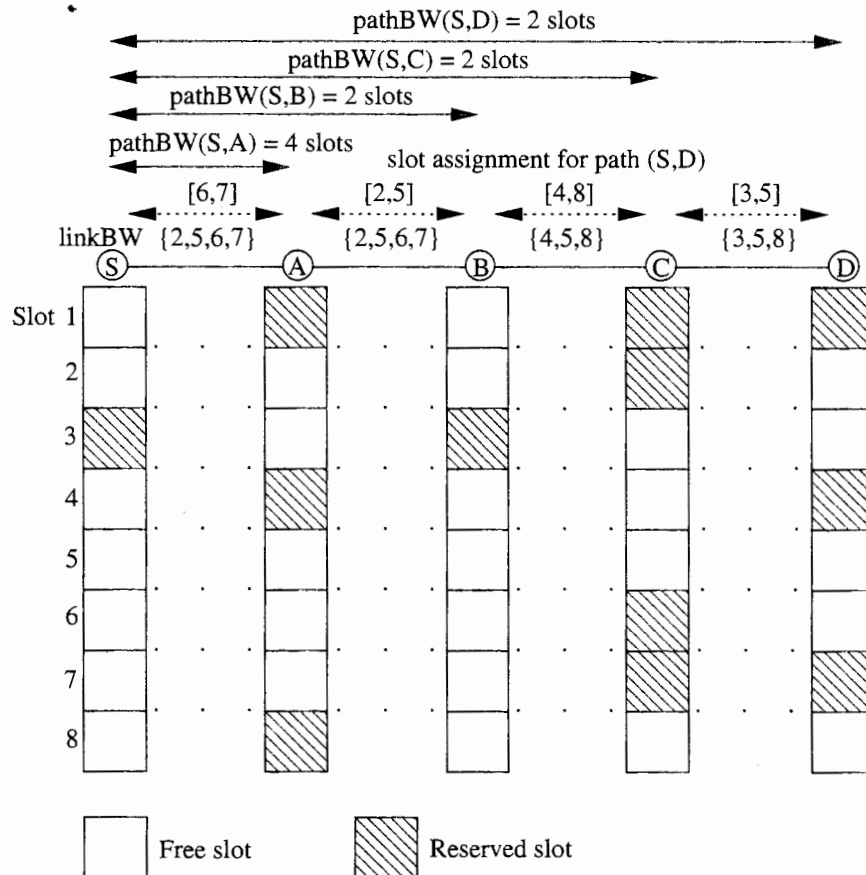 pathBW(S,D) = 2 slots
pathBW(S,C) = 2 slots
pathBW(S,B) = 2 slots
pathBW(S,A) = 4 slots
slot assignment for path (S,D)
[6,7] [2,5] [4,8] [3,5]
linkBW {2,5,6,7} {2,5,6,7} {4,5,8} {3,5,8}
S A B C D
Slot 1
2
3
4
5
6
7
8
Free slot Reserved slot